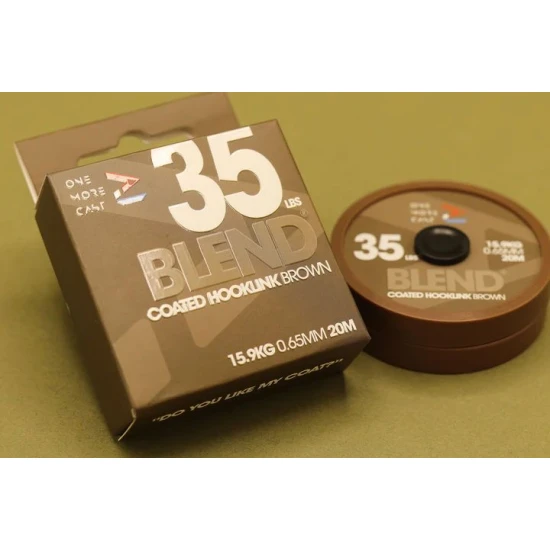 ONE
MORE
CAST
35
LBS
BLEND®
COATED HOOKLINK BROWN
15.9KG 0.65MM 20M
"DO YOU LIKE MY COAT?"
ONE
MORE
CAST
35
LBS
15.9KG
0.65MM
20M
BLEND®
COATED HOOKLINK BROWN